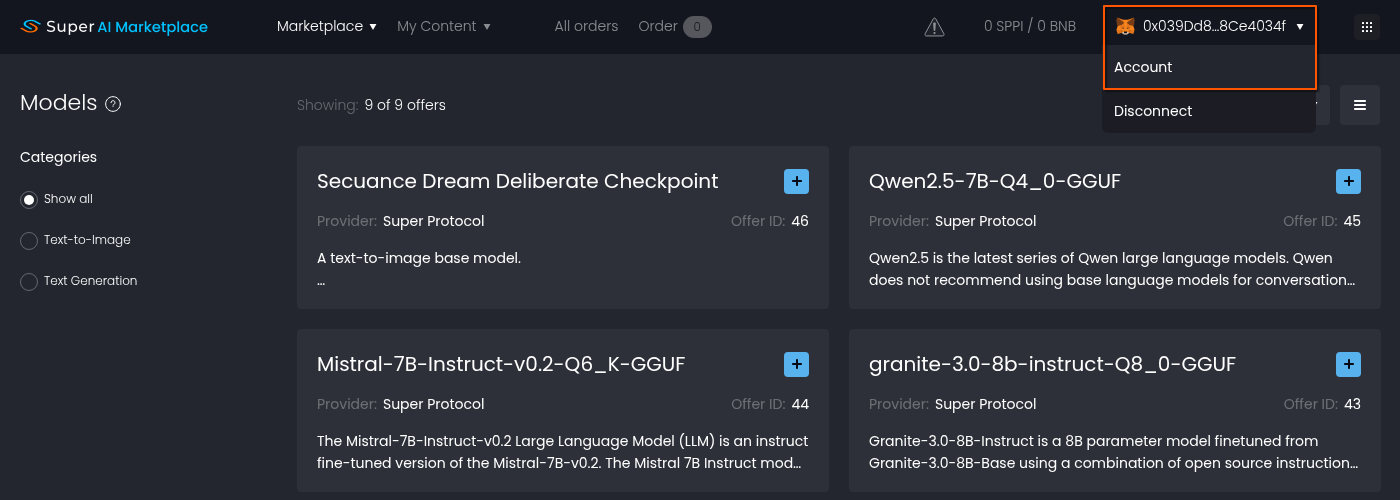 Super AI Marketplace
Marketplace
My Content
All orders
Order 0
0 SPPI / 0 BNB
0x039Dd8...8Ce4034f
Account
Disconnect
Models ?
Showing: 9 of 9 offers
Categories
Show all
Text-to-Image
Text Generation
Secuance Dream Deliberate Checkpoint
Provider: Super Protocol
Offer ID: 46
A text-to-image base model.
...
Qwen2.5-7B-Q4_0-GGUF
Provider: Super Protocol
Offer ID: 45
Qwen2.5 is the latest series of Qwen large language models. Qwen
does not recommend using base language models for conversation...
Mistral-7B-Instruct-v0.2-Q6_K-GGUF
Provider: Super Protocol
Offer ID: 44
The Mistral-7B-Instruct-v0.2 Large Language Model (LLM) is an instruct
fine-tuned version of the Mistral-7B-v0.2. The Mistral 7B Instruct mod...
granite-3.0-8b-instruct-Q8_0-GGUF
Provider: Super Protocol
Offer ID: 43
Granite-3.0-8B-Instruct is a 8B parameter model finetuned from
Granite-3.0-8B-Base using a combination of open source instruction...